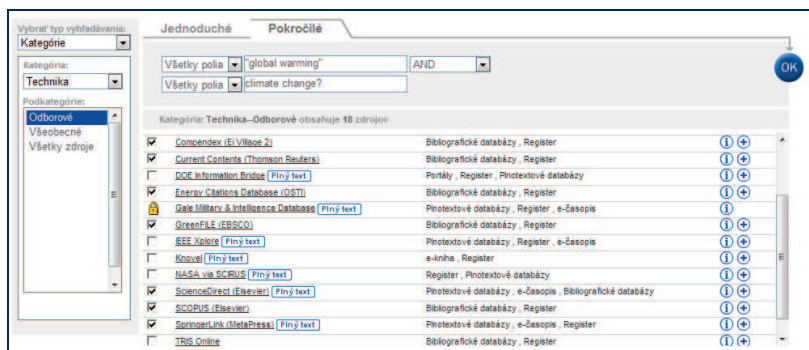 Vybrať typ vyhľadávania:
Kategórie
Kategória:
Technika
Podkategórie:
Odborové
Všeobecné
Všetky zdroje
Jednoduché Pokročilé
Všetky polia "global warming" AND
Všetky polia climate change?
OK
Kategória: Technika--Odborové obsahuje 18 zdrojov
Compendex (Ei Village 2) Bibliografické databázy , Register
Current Contents (Thomson Reuters) Bibliografické databázy , Register
DOE Information Bridge Plný text Portály , Register , Plnotextové databázy
Energy Citations Database (OSTI) Bibliografické databázy , Register
Gale Military & Intelligence Database Plný text Plnotextové databázy , Register , e-časopis
GreenFILE (EBSCO) Bibliografické databázy , Register
IEEE Xplore Plný text Plnotextové databázy , Register , e-časopis
Knovel Plný text e-kniha , Register
NASA via SCIRUS Plný text Register , Plnotextové databázy
ScienceDirect (Elsevier) Plný text Plnotextové databázy , e-časopis , Bibliografické databázy
SCOPUS (Elsevier) Bibliografické databázy , Register
SpringerLink (MetaPress) Plný text Plnotextové databázy , e-časopis , Register
TRIS Online Bibliografické databázy , Register